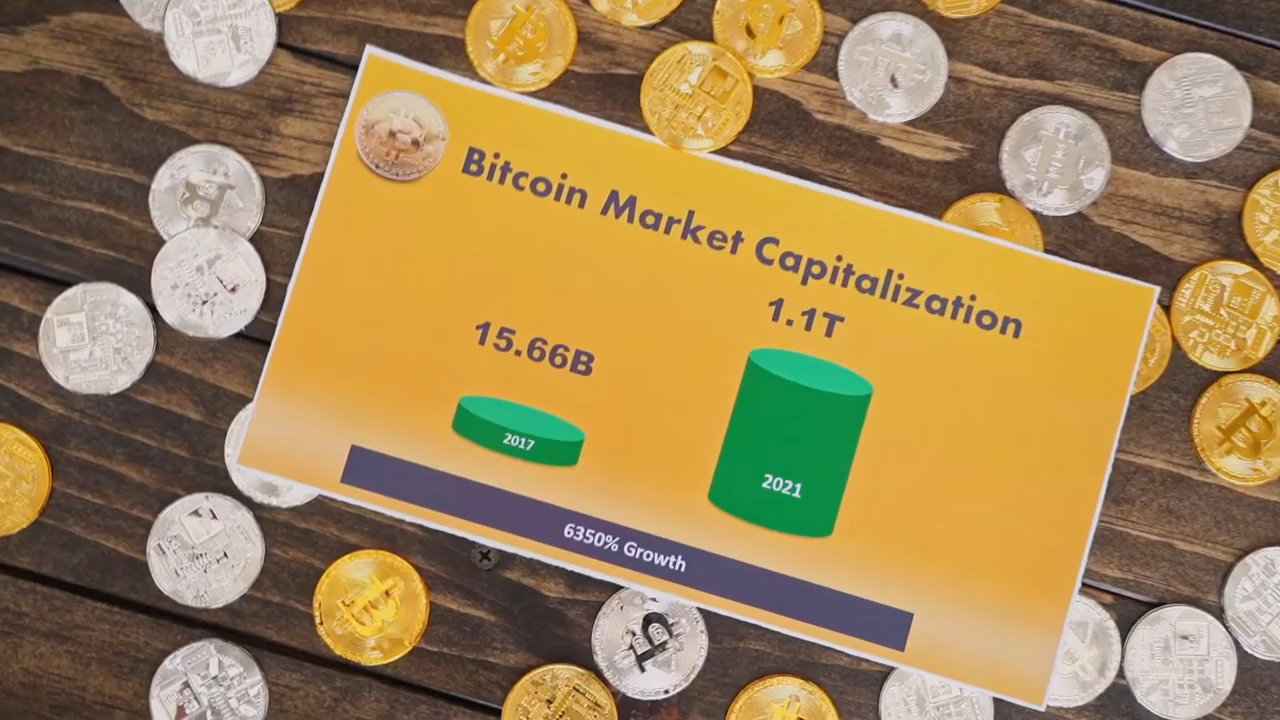 Bitcoin Market Capitalization
15.66B
1.1T
2017
2021
6350% Growth